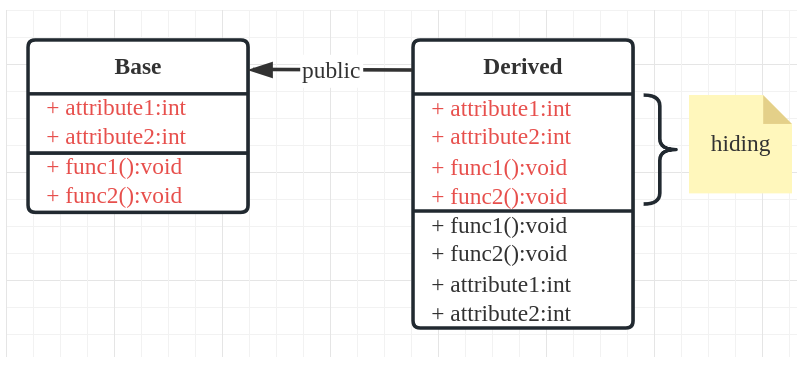 Base
+ attribute1:int
+ attribute2:int
+ func1():void
+ func2():void
public
Derived
+ attribute1:int
+ attribute2:int
+ func1():void
+ func2():void
+ func1():void
+ func2():void
+ attribute1:int
+ attribute2:int
hiding